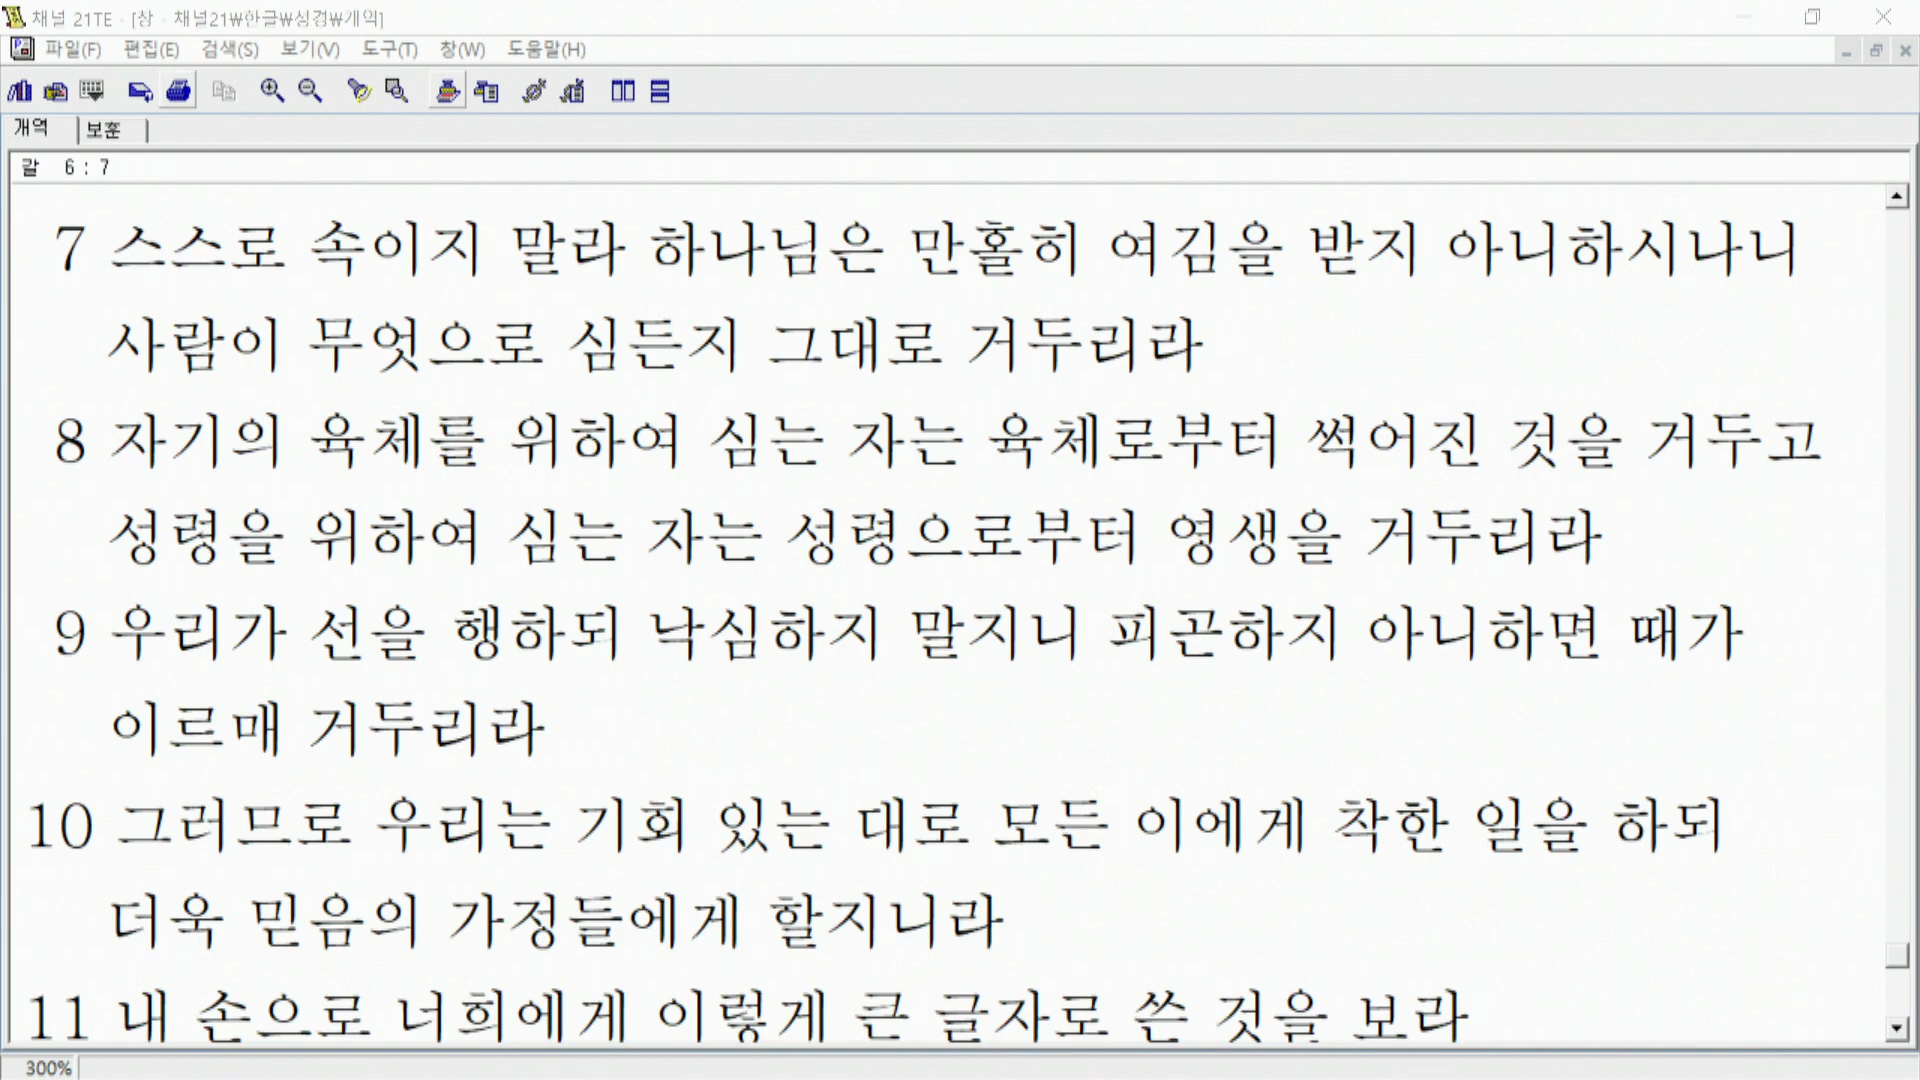 채널 21TE - [창 - 채널21₩한글₩성경₩개역]
파일(F) 편집(E) 검색(S) 보기(V) 도구(T) 창(W) 도움말(H)
개역 보훈
갈 6 : 7
7 스스로 속이지 말라 하나님은 만홀히 여김을 받지 아니하시나니
사람이 무엇으로 심든지 그대로 거두리라
8 자기의 육체를 위하여 심는 자는 육체로부터 썩어진 것을 거두고
성령을 위하여 심는 자는 성령으로부터 영생을 거두리라
9 우리가 선을 행하되 낙심하지 말지니 피곤하지 아니하면 때가
이르매 거두리라
10 그러므로 우리는 기회 있는 대로 모든 이에게 착한 일을 하되
더욱 믿음의 가정들에게 할지니라
11 내 손으로 너희에게 이렇게 큰 글자로 쓴 것을 보라
300%